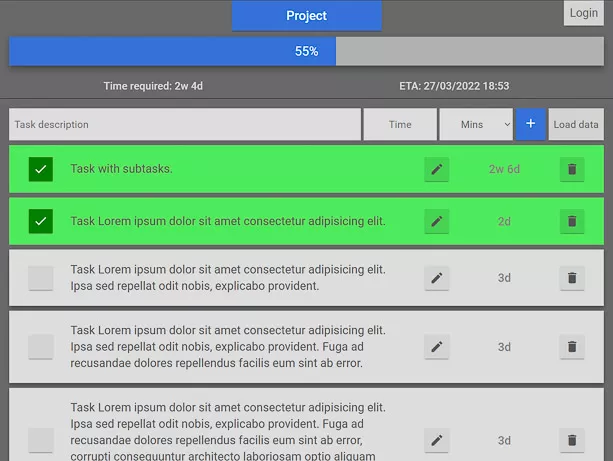 Project
Login
55%
Time required: 2w 4d
ETA: 27/03/2022 18:53
Task description
Time
Mins
+
Load data
Task with subtasks.
2w 6d
Task Lorem ipsum dolor sit amet consectetur adipisicing elit.
2d
Task Lorem ipsum dolor sit amet consectetur adipisicing elit.
Ipsa sed repellat odit nobis, explicabo provident.
3d
Task Lorem ipsum dolor sit amet consectetur adipisicing elit.
Ipsa sed repellat odit nobis, explicabo provident. Fuga ad
recusandae dolores repellendus facilis eum sint ab error.
3d
Task Lorem ipsum dolor sit amet consectetur adipisicing elit.
Ipsa sed repellat odit nobis, explicabo provident. Fuga ad
recusandae dolores repellendus facilis eum sint ab error,
corrupti consequuntur architecto laboriosam optio aliquam
3d